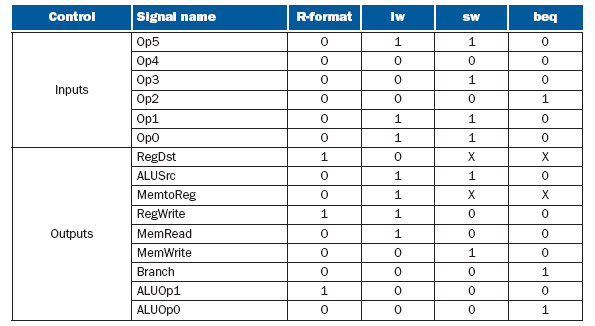 Control Signal name R-format lw sw beq
Inputs
Op5 0 1 1 0
Op4 0 0 0 0
Op3 0 0 1 0
Op2 0 0 0 1
Op1 0 1 1 0
Op0 0 1 1 0
Outputs
RegDst 1 0 X X
ALUSrc 0 1 1 0
MemtoReg 0 1 X X
RegWrite 1 1 0 0
MemRead 0 1 0 0
MemWrite 0 0 1 0
Branch 0 0 0 1
ALUOp1 1 0 0 0
ALUOp0 0 0 0 1